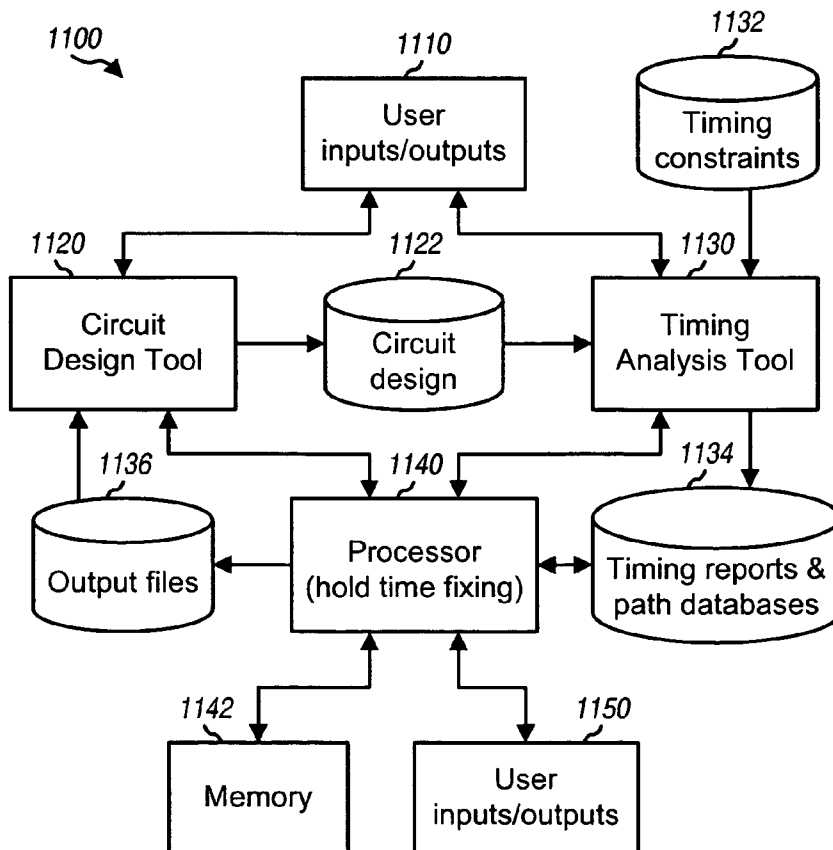 1100
1110
User
inputs/outputs
1132
Timing
constraints
1120
Circuit
Design Tool
1122
Circuit
design
1130
Timing
Analysis Tool
1136
Output files
1140
Processor
(hold time fixing)
1134
Timing reports &
path databases
1142
Memory
1150
User
inputs/outputs